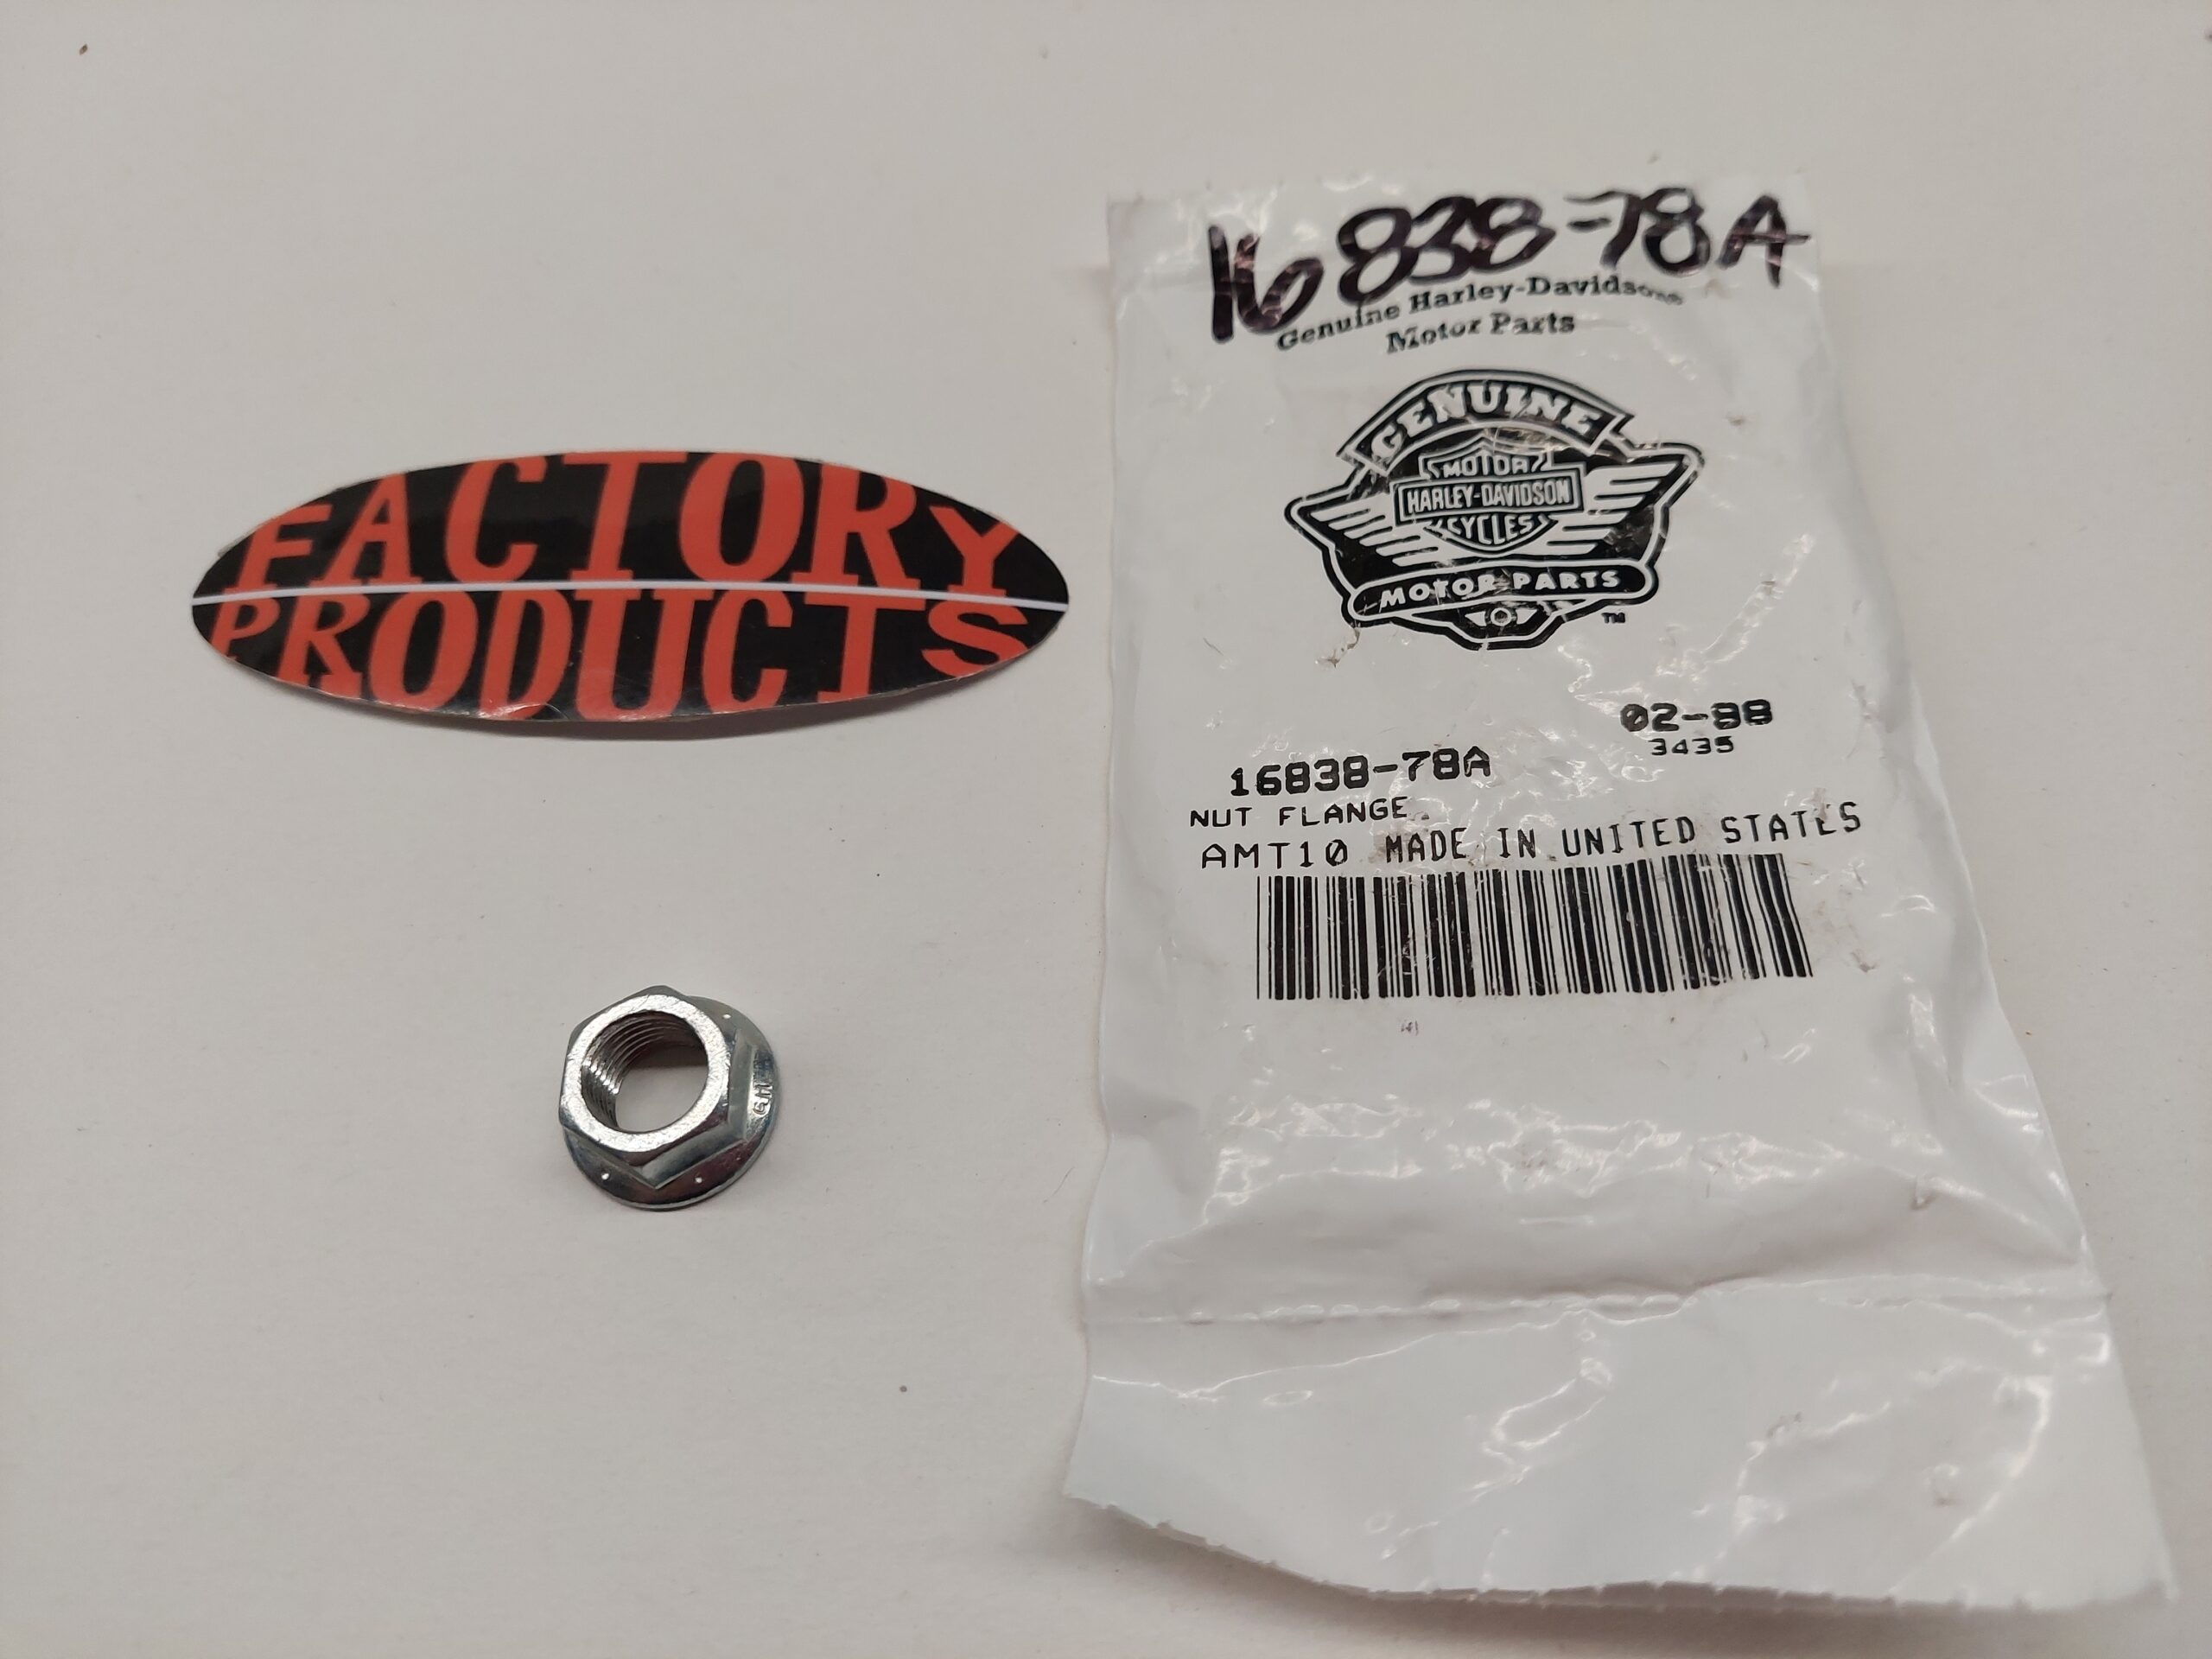 FACTORY
PRODUCTS
16838-78A
Genuine Harley-Davidson
Motor Parts
GENUINE
MOTOR
HARLEY-DAVIDSON
CYCLES
MOTOR PARTS
TM
02-88
3435
16838-78A
NUT FLANGE
AMT10 MADE IN UNITED STATES